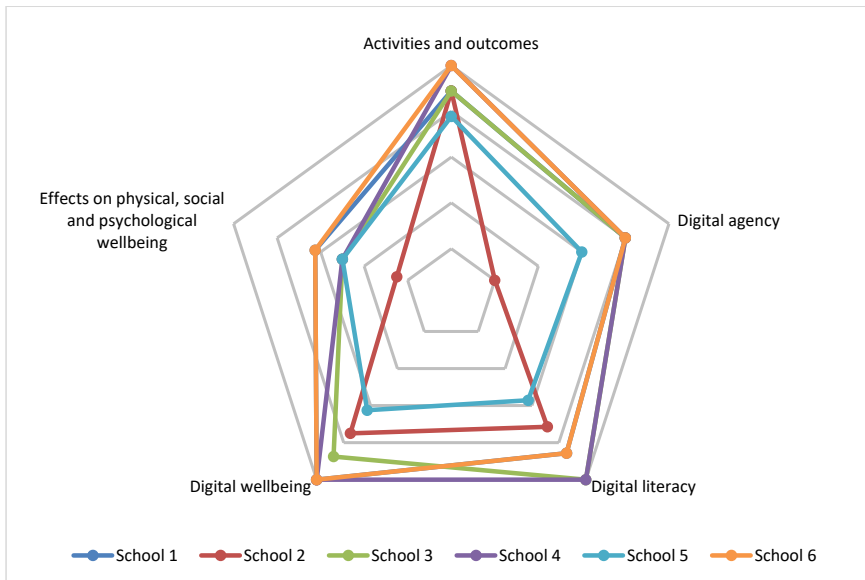 Activities and outcomes
Effects on physical, social
and psychological
wellbeing
Digital agency
Digital wellbeing
Digital literacy
School 1
School 2
School 3
School 4
School 5
School 6